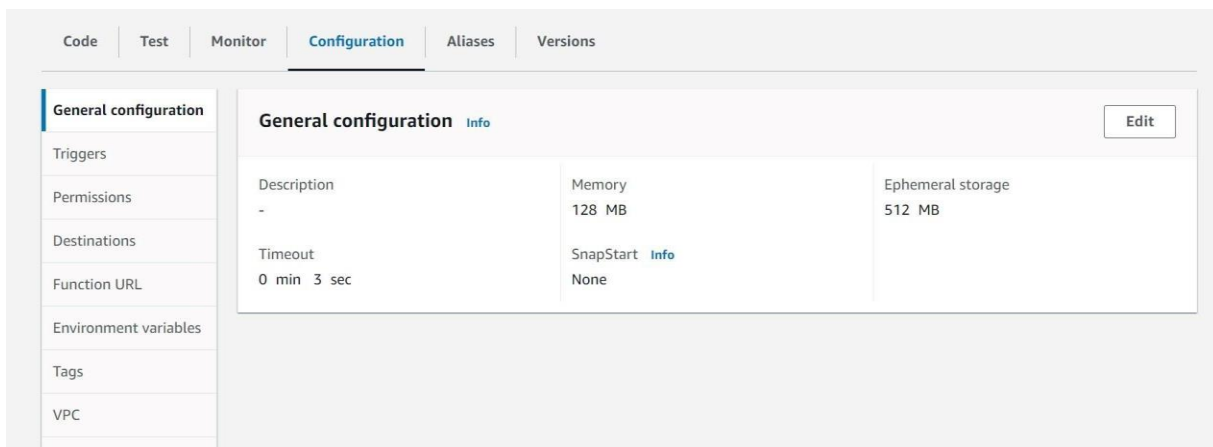 Code Test Monitor Configuration Aliases Versions
General configuration
Triggers
Permissions
Destinations
Function URL
Environment variables
Tags
VPC
General configuration Info
Edit
Description
-
Memory
128 MB
Ephemeral storage
512 MB
Timeout
0 min 3 sec
SnapStart Info
None